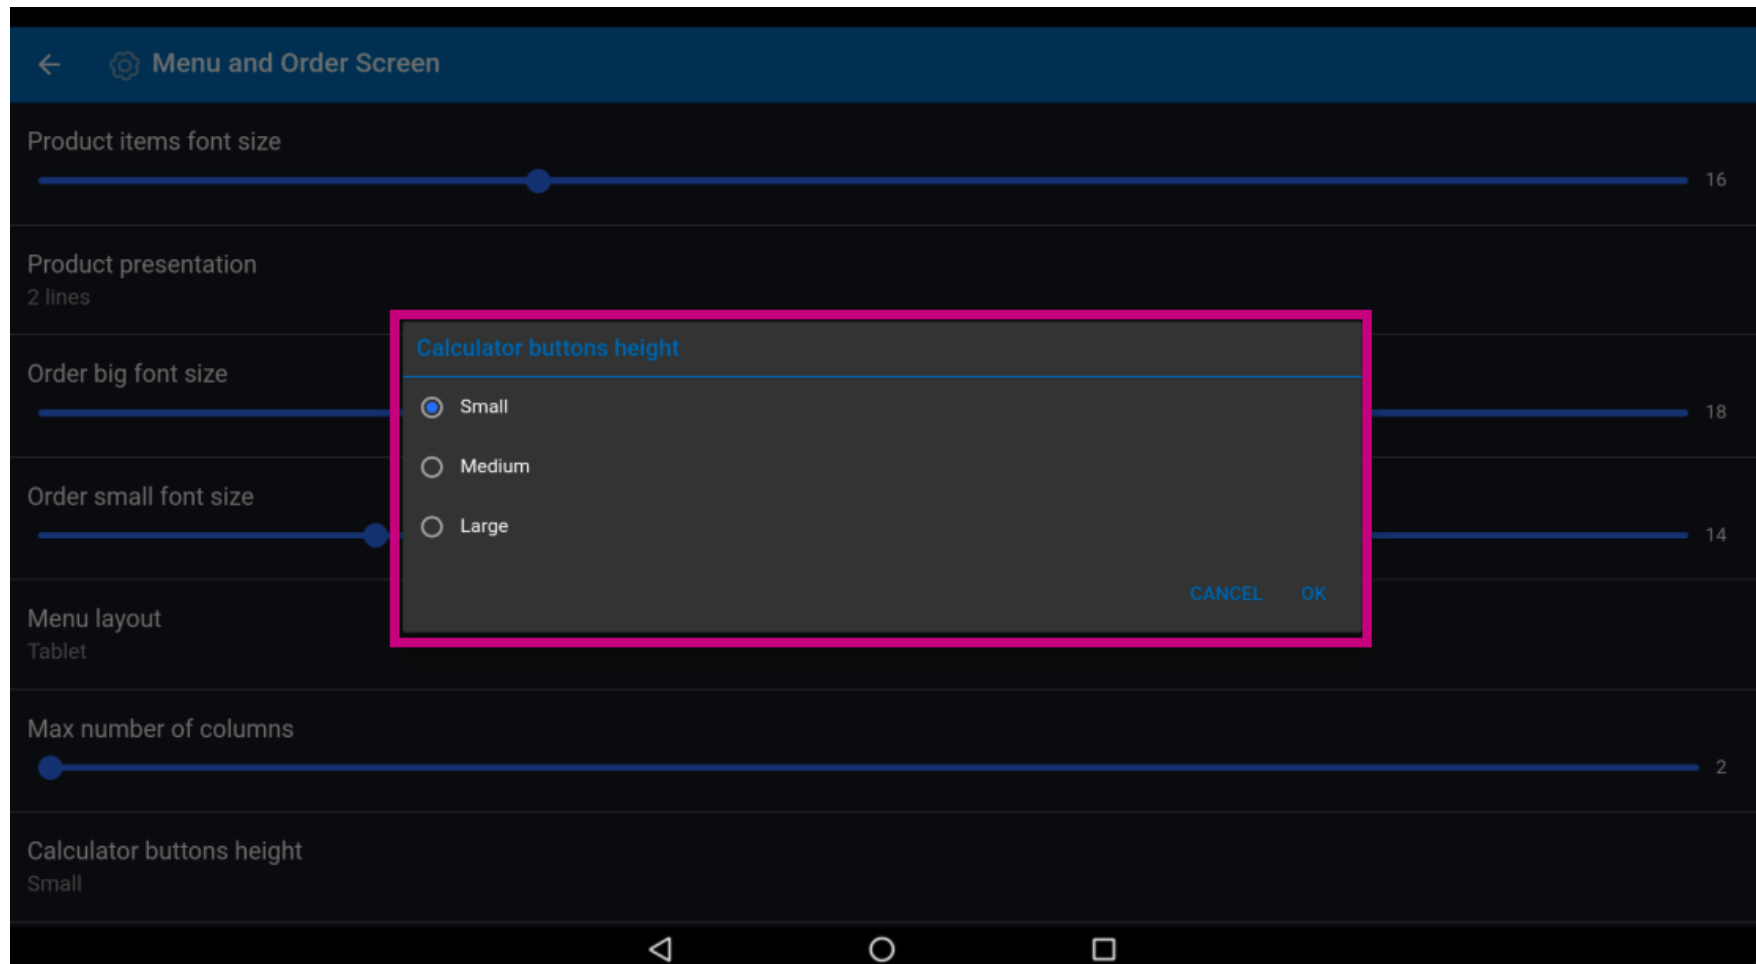 Menu and Order Screen
Product items font size
16
Product presentation
2 lines
Order big font size
18
Order small font size
14
Menu layout
Tablet
Max number of columns
2
Calculator buttons height
Small
Calculator buttons height
Small
Medium
Large
CANCEL OK